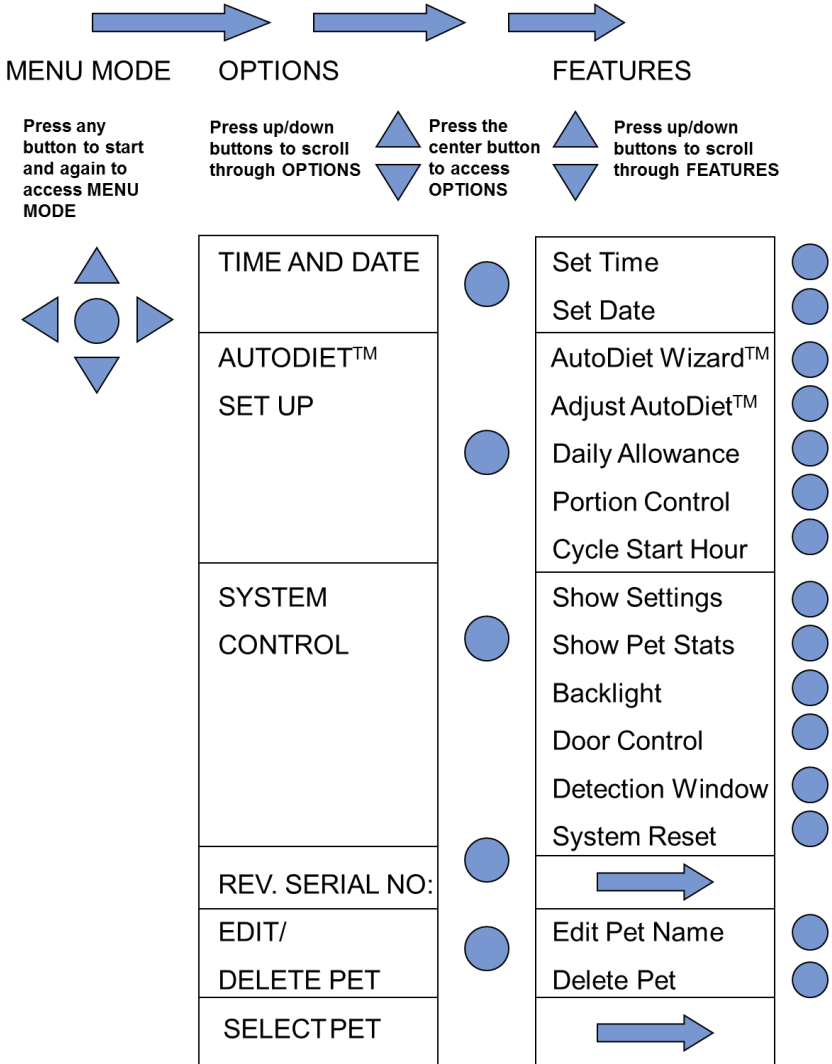 MENU MODE OPTIONS FEATURES
Press any
button to start
and again to
access MENU
MODE
Press up/down
buttons to scroll
through OPTIONS
Press the
center button
to access
OPTIONS
Press up/down
buttons to scroll
through FEATURES
TIME AND DATE
Set Time
Set Date
AUTODIET™
SET UP
AutoDiet Wizard™
Adjust AutoDiet™
Daily Allowance
Portion Control
Cycle Start Hour
SYSTEM
CONTROL
Show Settings
Show Pet Stats
Backlight
Door Control
Detection Window
System Reset
REV. SERIAL NO:
EDIT/
DELETE PET
Edit Pet Name
Delete Pet
SELECT PET